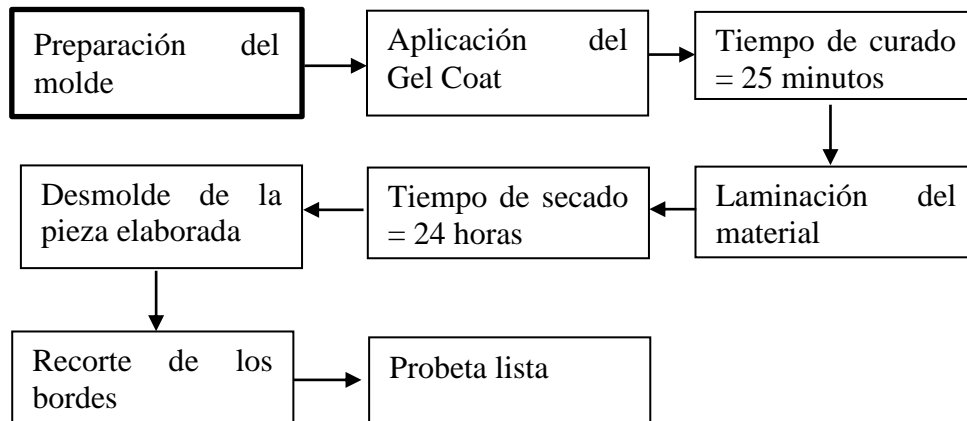 Preparación del
molde
Aplicación del
Gel Coat
Tiempo de curado
= 25 minutos
Laminación del
material
Tiempo de secado
= 24 horas
Desmolde de la
pieza elaborada
Recorte de los
bordes
Probeta lista